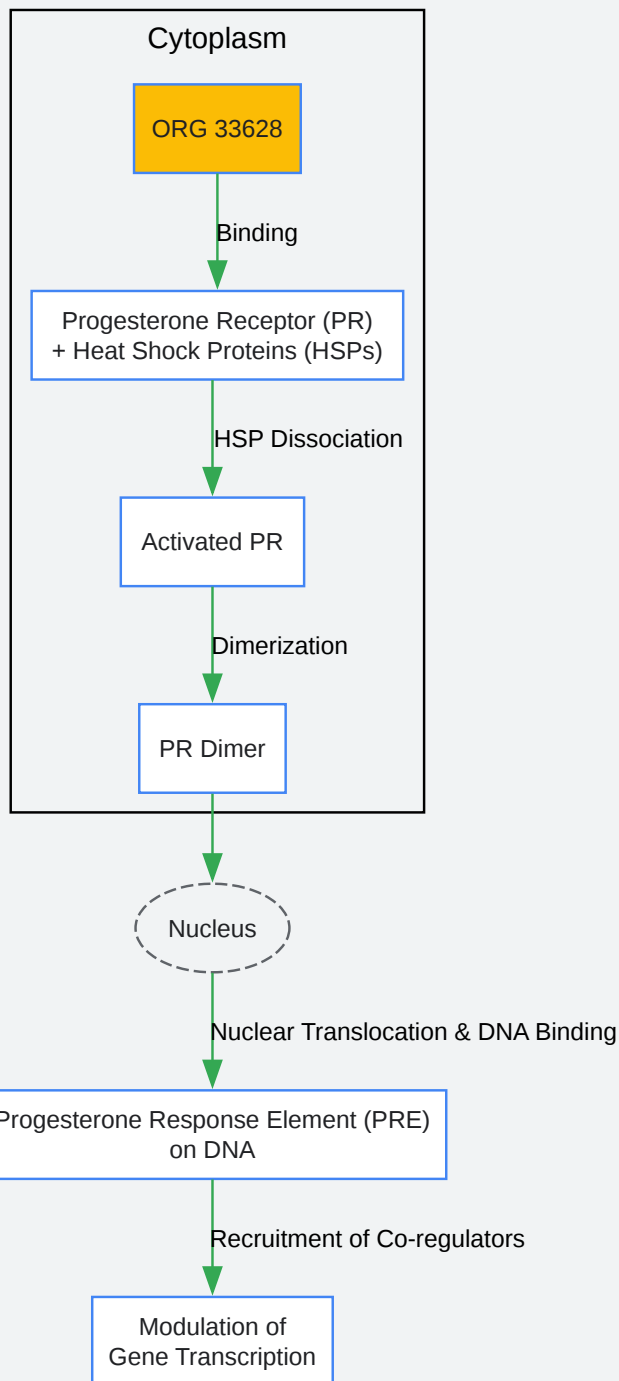 Cytoplasm
ORG 33628
Binding
Progesterone Receptor (PR)
+ Heat Shock Proteins (HSPs)
HSP Dissociation
Activated PR
Dimerization
PR Dimer
Nucleus
Nuclear Translocation & DNA Binding
Progesterone Response Element (PRE)
on DNA
Recruitment of Co-regulators
Modulation of
Gene Transcription